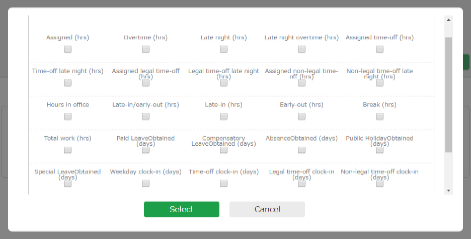 Assigned (hrs) Overtime (hrs) Late night (hrs) Late night overtime (hrs) Assigned time-off (hrs)
Time-off late night (hrs) Assigned legal time-off (hrs) Legal time-off late night (hrs) Assigned non-legal time-off (hrs) Non-legal time-off late night (hrs)
Hours in office Late-in/early-out (hrs) Late-in (hrs) Early-out (hrs) Break (hrs)
Total work (hrs) Paid LeaveObtained (days) Compensatory LeaveObtained (days) AbsenceObtained (days) Public HolidayObtained (days)
Special LeaveObtained (days) Weekday clock-in (days) Time-off clock-in (days) Legal time-off clock-in (days) Non-legal time-off clock-in (days)
Select Cancel